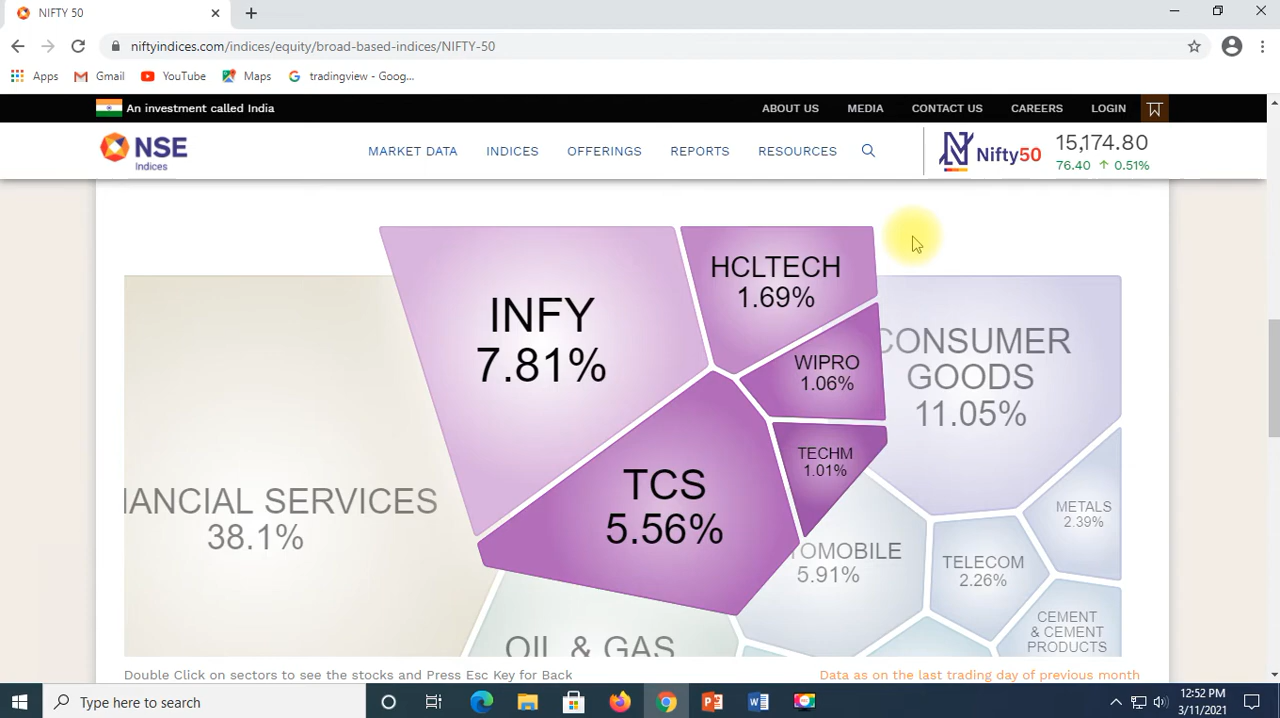 NIFTY 50
niftyindices.com/indices/equity/broad-based-indices/NIFTY-50
Apps Gmail YouTube Maps tradingview - Goog...
An investment called India
ABOUT US MEDIA CONTACT US CAREERS LOGIN
NSE
Indices
MARKET DATA INDICES OFFERINGS REPORTS RESOURCES
Nifty50
15,174.80
76.40 ↑ 0.51%
INFY
7.81%
HCLTECH
1.69%
WIPRO
1.06%
TECHM
1.01%
TCS
5.56%
CONSUMER
GOODS
11.05%
NANCIAL SERVICES
38.1%
TOMOBILE
5.91%
METALS
2.39%
TELECOM
2.26%
CEMENT
& CEMENT
PRODUCTS
OIL & GAS
Double Click on sectors to see the stocks and Press Esc Key for Back
Data as on the last trading day of previous month
Type here to search
12:52 PM
3/11/2021